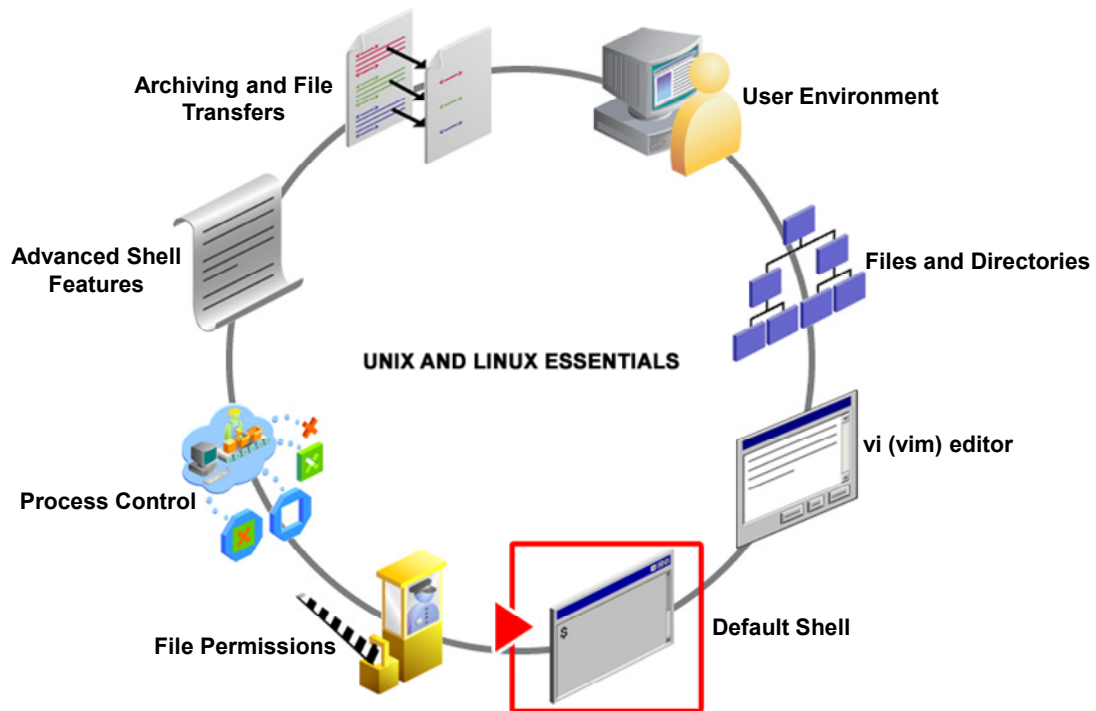 Archiving and File
Transfers
User Environment
Advanced Shell
Features
Files and Directories
UNIX AND LINUX ESSENTIALS
vi (vim) editor
Process Control
$
Default Shell
File Permissions